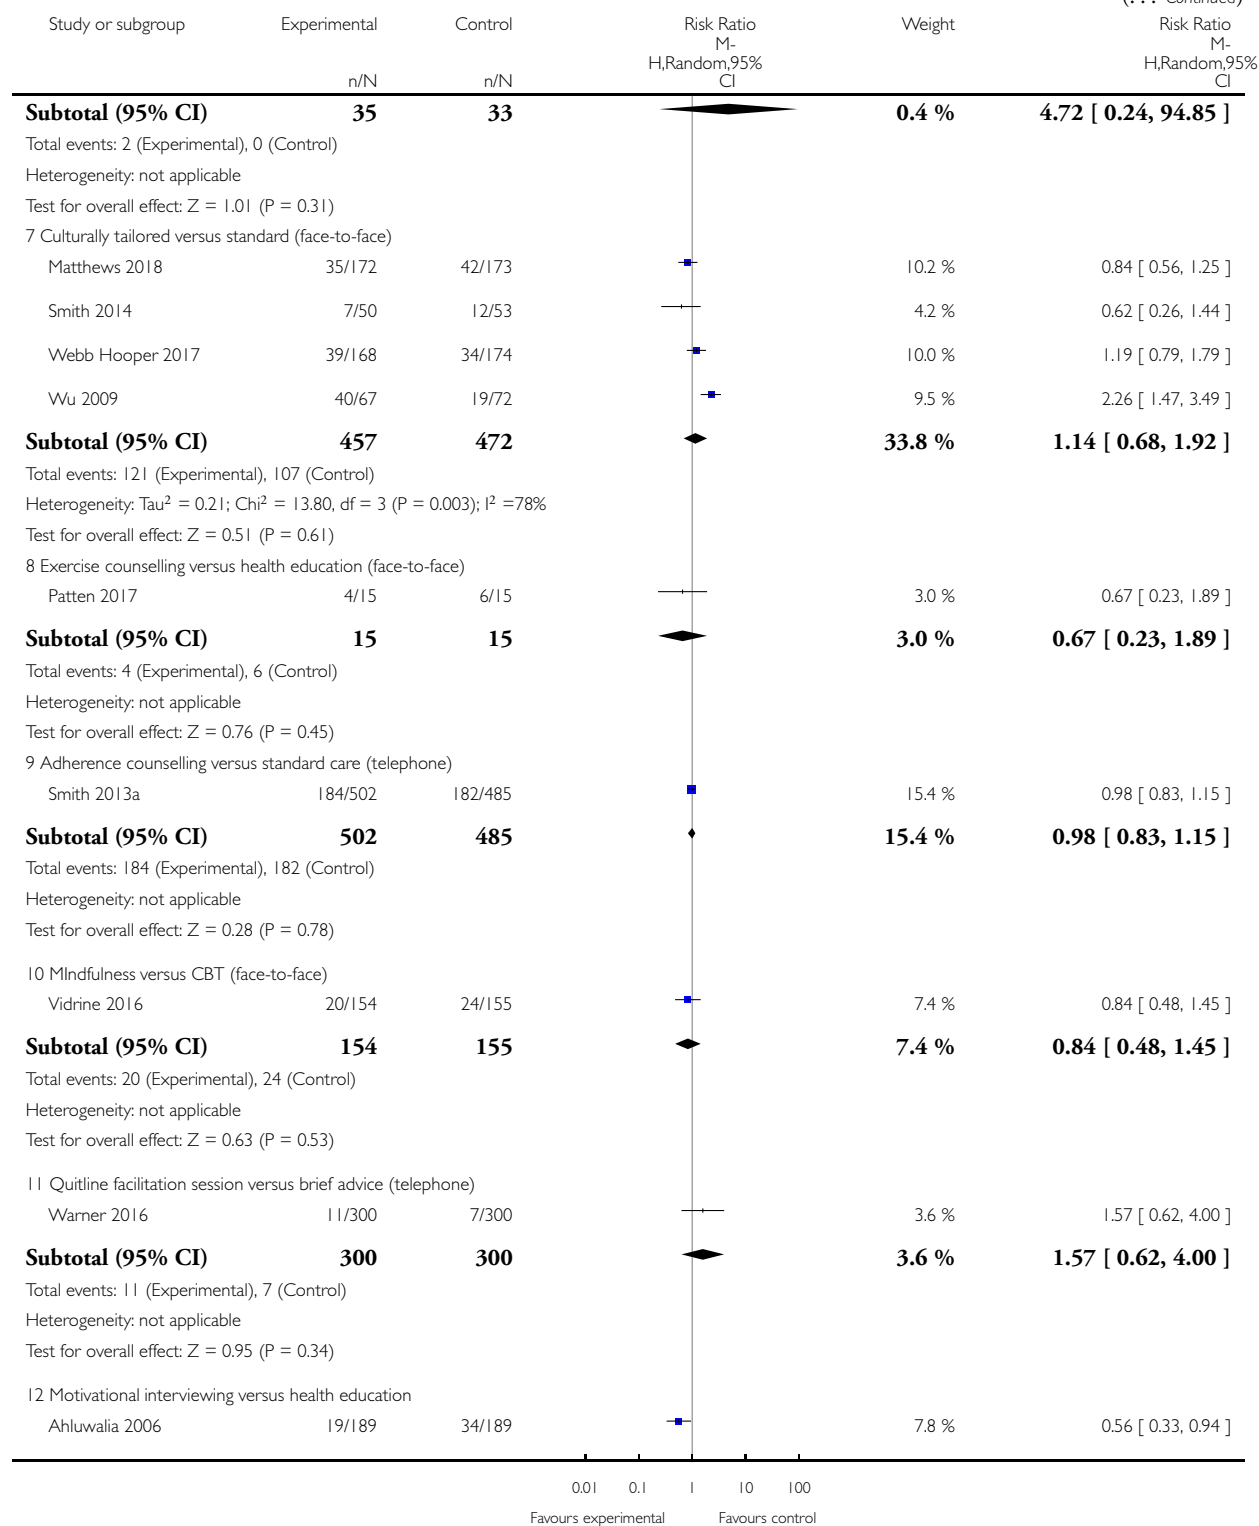 (. . . Continued)
Study or subgroup Experimental Control Risk Ratio Weight Risk Ratio
M- M-
H,Random,95% H,Random,95%
n/N n/N CI CI
Subtotal (95% CI) 35 33 0.4 % 4.72 [ 0.24, 94.85 ]
Total events: 2 (Experimental), 0 (Control)
Heterogeneity: not applicable
Test for overall effect: Z = 1.01 (P = 0.31)
7 Culturally tailored versus standard (face-to-face)
Matthews 2018 35/172 42/173 10.2 % 0.84 [ 0.56, 1.25 ]
Smith 2014 7/50 12/53 4.2 % 0.62 [ 0.26, 1.44 ]
Webb Hooper 2017 39/168 34/174 10.0 % 1.19 [ 0.79, 1.79 ]
Wu 2009 40/67 19/72 9.5 % 2.26 [ 1.47, 3.49 ]
Subtotal (95% CI) 457 472 33.8 % 1.14 [ 0.68, 1.92 ]
Total events: 121 (Experimental), 107 (Control)
Heterogeneity: Tau² = 0.21; Chi² = 13.80, df = 3 (P = 0.003); I² =78%
Test for overall effect: Z = 0.51 (P = 0.61)
8 Exercise counselling versus health education (face-to-face)
Patten 2017 4/15 6/15 3.0 % 0.67 [ 0.23, 1.89 ]
Subtotal (95% CI) 15 15 3.0 % 0.67 [ 0.23, 1.89 ]
Total events: 4 (Experimental), 6 (Control)
Heterogeneity: not applicable
Test for overall effect: Z = 0.76 (P = 0.45)
9 Adherence counselling versus standard care (telephone)
Smith 2013a 184/502 182/485 15.4 % 0.98 [ 0.83, 1.15 ]
Subtotal (95% CI) 502 485 15.4 % 0.98 [ 0.83, 1.15 ]
Total events: 184 (Experimental), 182 (Control)
Heterogeneity: not applicable
Test for overall effect: Z = 0.28 (P = 0.78)
10 MIndfulness versus CBT (face-to-face)
Vidrine 2016 20/154 24/155 7.4 % 0.84 [ 0.48, 1.45 ]
Subtotal (95% CI) 154 155 7.4 % 0.84 [ 0.48, 1.45 ]
Total events: 20 (Experimental), 24 (Control)
Heterogeneity: not applicable
Test for overall effect: Z = 0.63 (P = 0.53)
11 Quitline facilitation session versus brief advice (telephone)
Warner 2016 11/300 7/300 3.6 % 1.57 [ 0.62, 4.00 ]
Subtotal (95% CI) 300 300 3.6 % 1.57 [ 0.62, 4.00 ]
Total events: 11 (Experimental), 7 (Control)
Heterogeneity: not applicable
Test for overall effect: Z = 0.95 (P = 0.34)
12 Motivational interviewing versus health education
Ahluwalia 2006 19/189 34/189 7.8 % 0.56 [ 0.33, 0.94 ]
0.01 0.1 1 10 100
Favours experimental Favours control